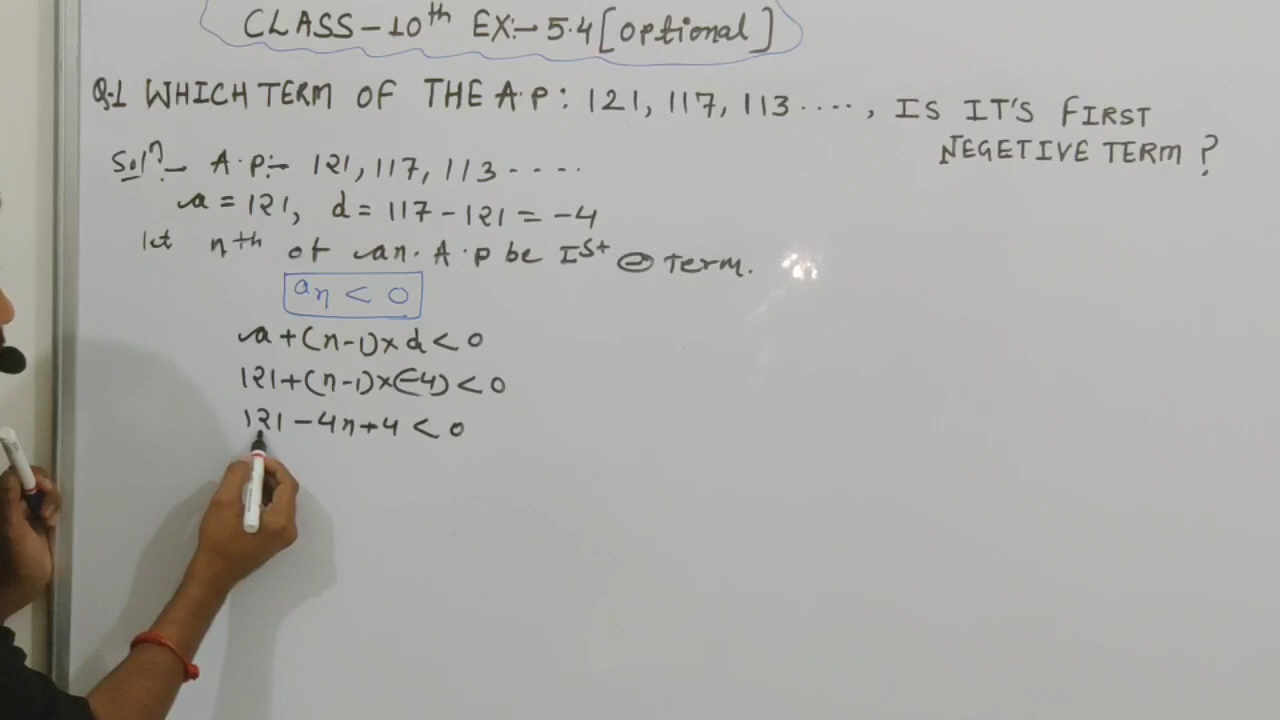 CLASS-10th EX:- 5.4 [Optional]
Q.1 WHICH TERM OF THE A.P: 121, 117, 113 ...., IS IT'S FIRST
NEGETIVE TERM ?
Solⁿ:- A.P:- 121, 117, 113 ----
a = 121, d = 117 - 121 = -4
let nth of an. A.P be Ist ⊖ term.
an < 0
a + (n-1) × d < 0
121 + (n-1) × (-4) < 0
121 - 4n + 4 < 0